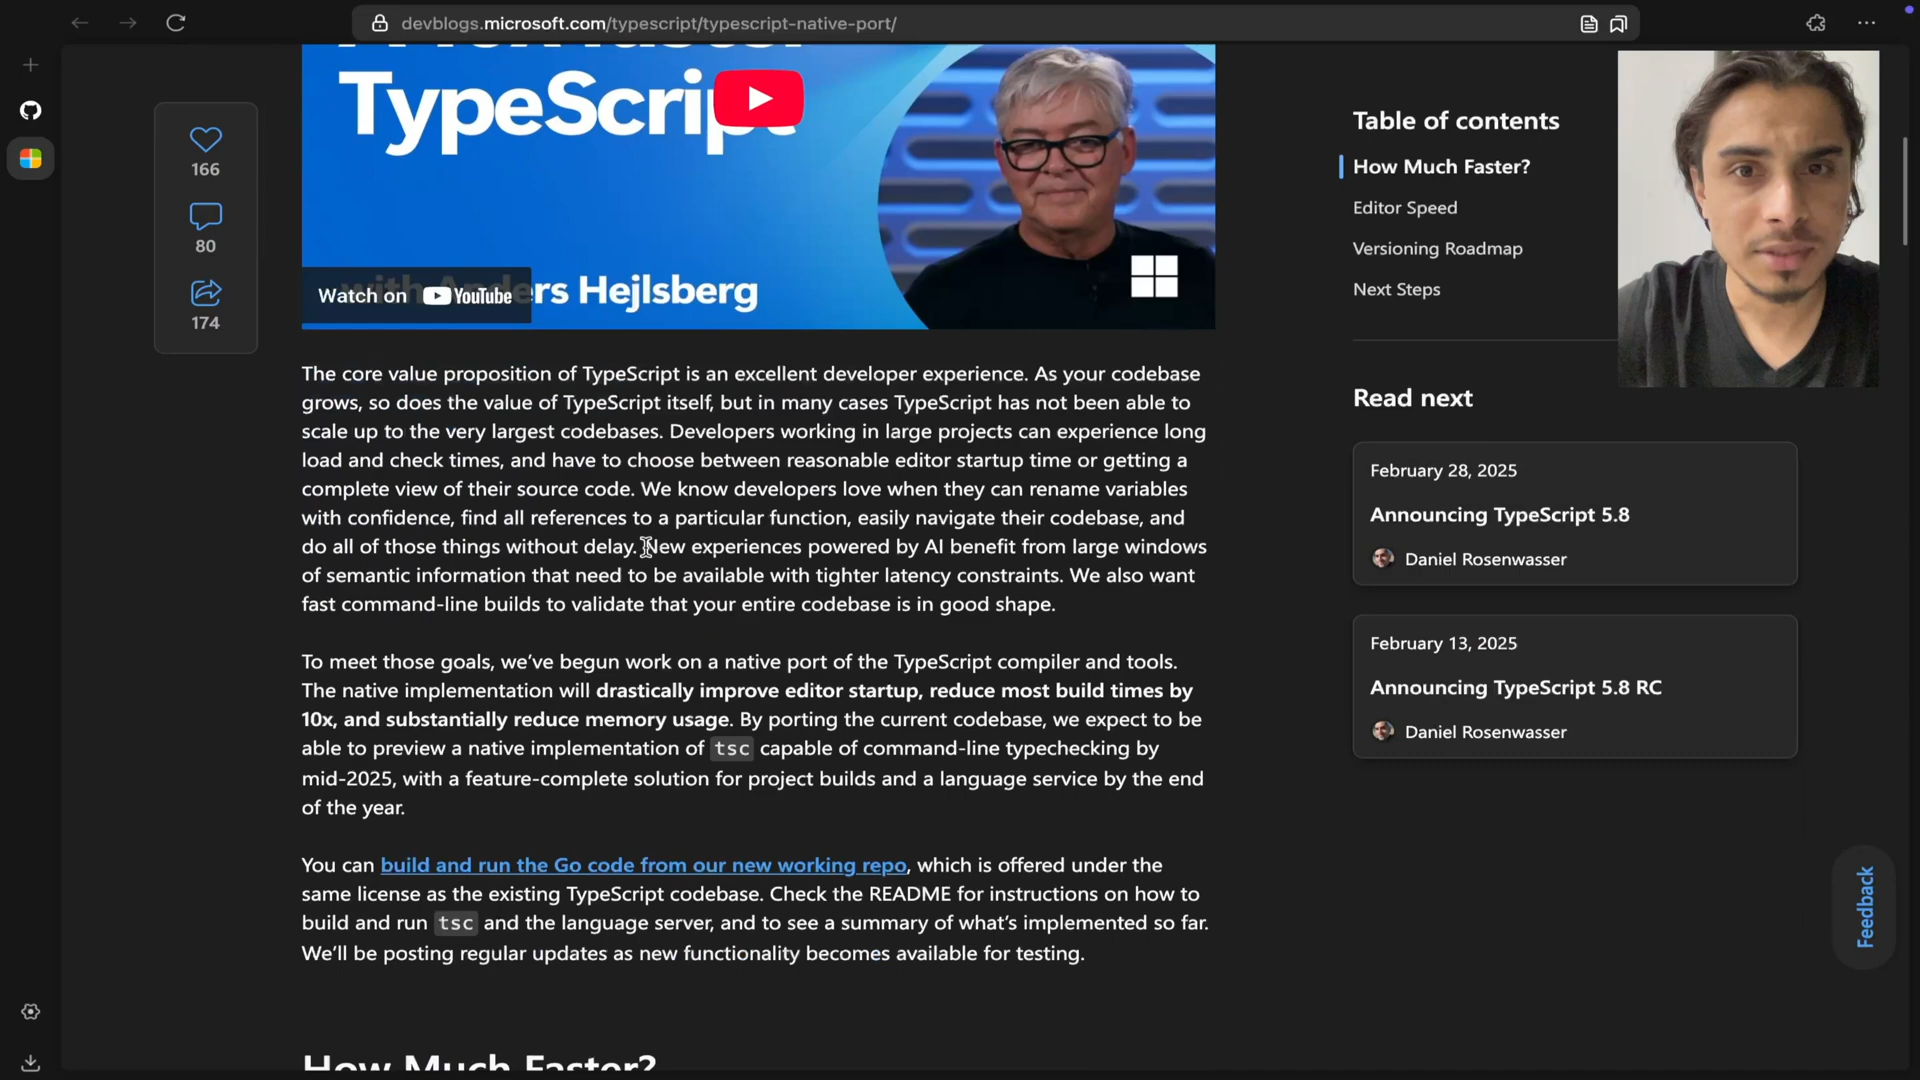 devblogs.microsoft.com/typescript/typescript-native-port/
TypeScript
with Anders Hejlsberg
Watch on YouTube
166
80
174
The core value proposition of TypeScript is an excellent developer experience. As your codebase
grows, so does the value of TypeScript itself, but in many cases TypeScript has not been able to
scale up to the very largest codebases. Developers working in large projects can experience long
load and check times, and have to choose between reasonable editor startup time or getting a
complete view of their source code. We know developers love when they can rename variables
with confidence, find all references to a particular function, easily navigate their codebase, and
do all of those things without delay. New experiences powered by AI benefit from large windows
of semantic information that need to be available with tighter latency constraints. We also want
fast command-line builds to validate that your entire codebase is in good shape.
To meet those goals, we’ve begun work on a native port of the TypeScript compiler and tools.
The native implementation will drastically improve editor startup, reduce most build times by
10x, and substantially reduce memory usage. By porting the current codebase, we expect to be
able to preview a native implementation of tsc capable of command-line typechecking by
mid-2025, with a feature-complete solution for project builds and a language service by the end
of the year.
You can build and run the Go code from our new working repo, which is offered under the
same license as the existing TypeScript codebase. Check the README for instructions on how to
build and run tsc and the language server, and to see a summary of what’s implemented so far.
We’ll be posting regular updates as new functionality becomes available for testing.
How Much Faster?
Table of contents
How Much Faster?
Editor Speed
Versioning Roadmap
Next Steps
Read next
February 28, 2025
Announcing TypeScript 5.8
Daniel Rosenwasser
February 13, 2025
Announcing TypeScript 5.8 RC
Daniel Rosenwasser
Feedback